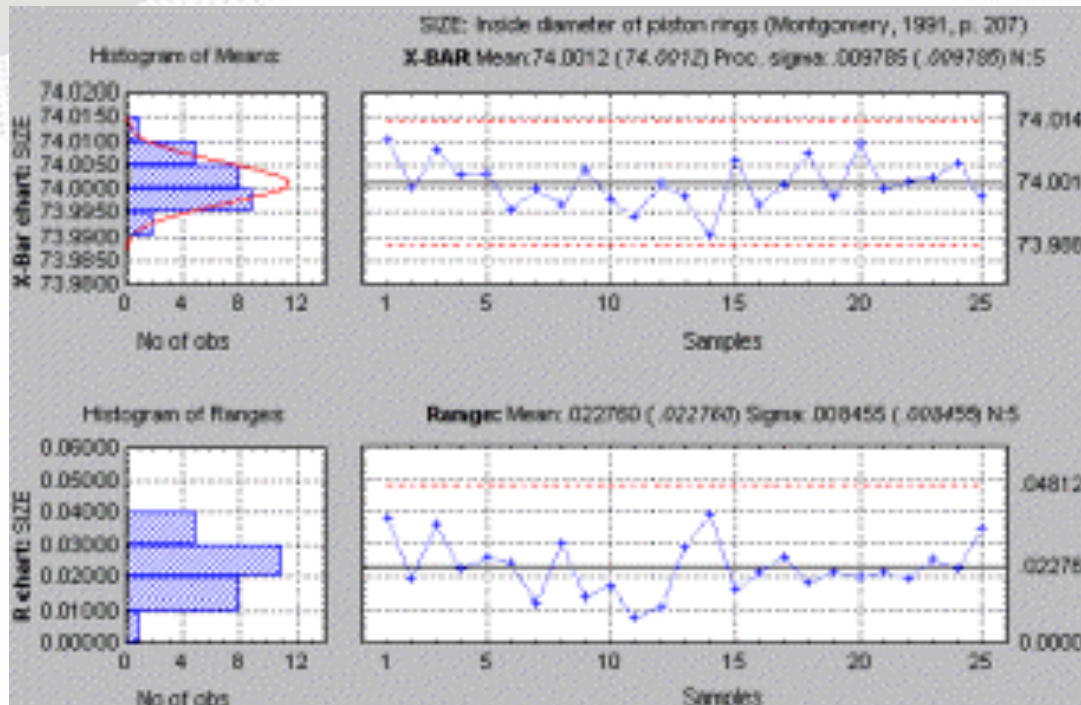 SIZE: Inside diameter of piston rings (Montgomery, 1991, p. 207)
Histogram of Means
X-BAR Mean:74.0012 (74.0012) Proc. sigma:.009785 (.009785) N:5
X-Bar chart: SIZE
74.0200
74.0150
74.0100
74.0050
74.0000
73.9950
73.9900
73.9850
73.9800
0 4 8 12
No of obs
74.014
74.001
73.988
1 5 10 15 20 25
Samples
Histogram of Ranges
Range: Mean:.022760 (.022760) Sigma:.008455 (.008455) N:5
R chart: SIZE
0.06000
0.05000
0.04000
0.03000
0.02000
0.01000
0.00000
0 4 8 12
No of obs
.04812
.02276
0.0000
1 5 10 15 20 25
Samples